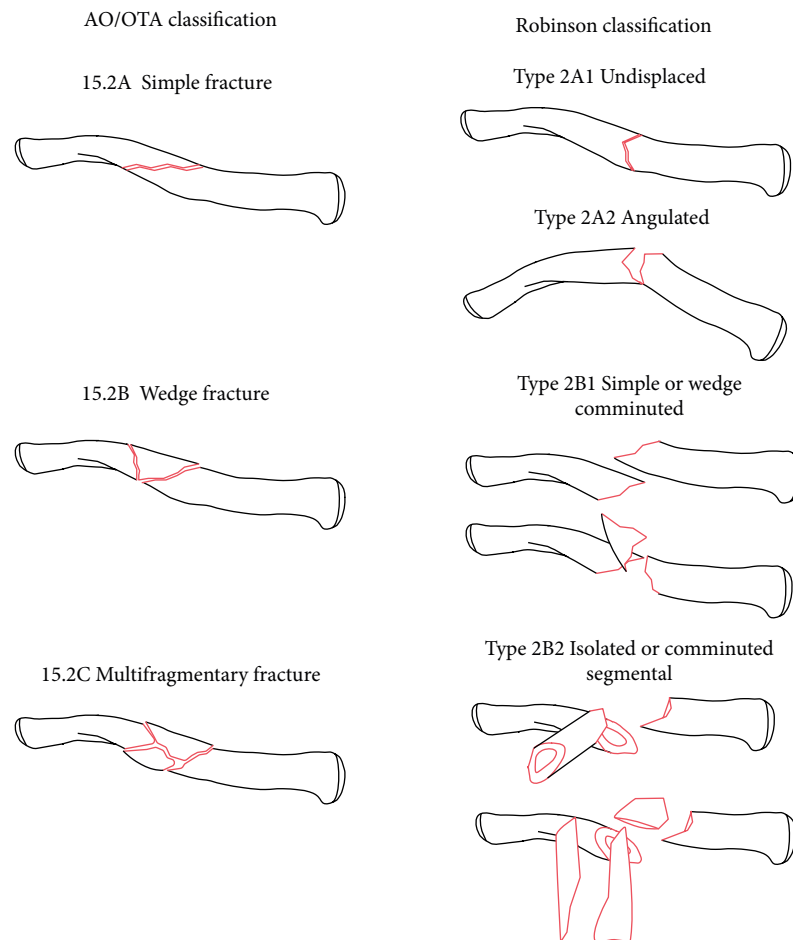 AO/OTA classification
15.2A Simple fracture
15.2B Wedge fracture
15.2C Multifragmentary fracture
Robinson classification
Type 2A1 Undisplaced
Type 2A2 Angulated
Type 2B1 Simple or wedge
comminuted
Type 2B2 Isolated or comminuted
segmental